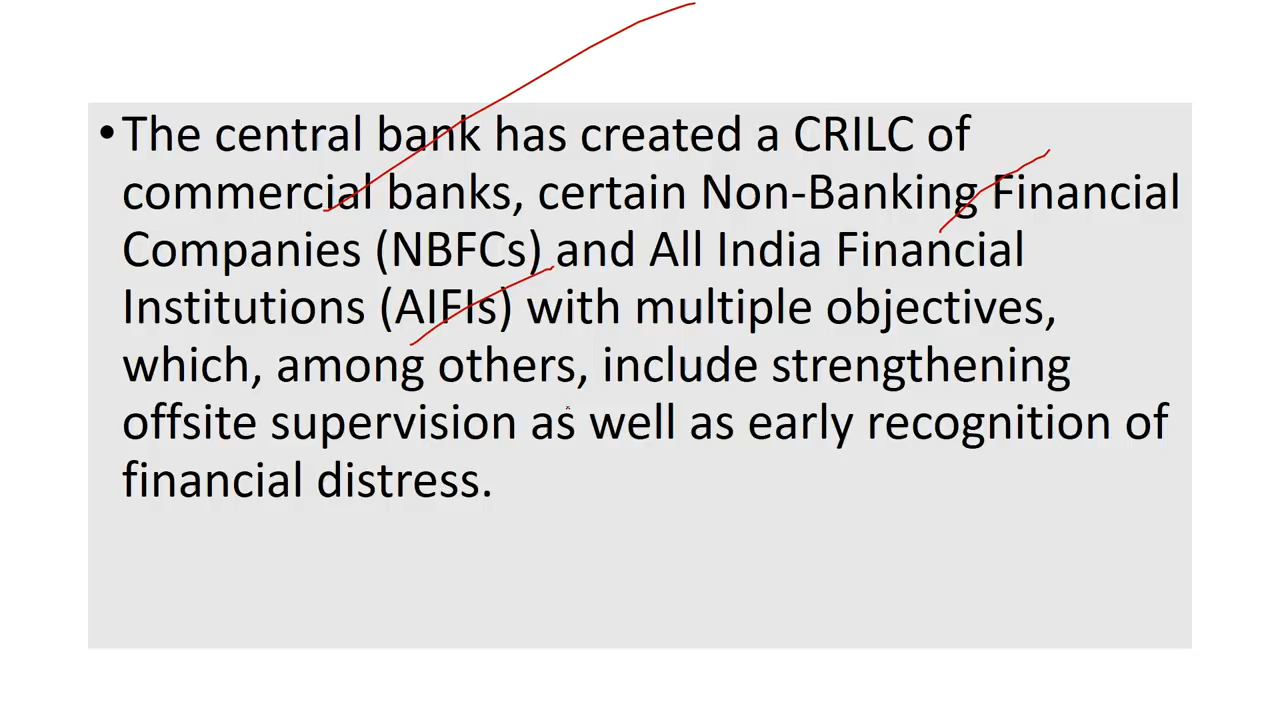 •The central bank has created a CRILC of
commercial banks, certain Non-Banking Financial
Companies (NBFCs) and All India Financial
Institutions (AIFIs) with multiple objectives,
which, among others, include strengthening
offsite supervision as well as early recognition of
financial distress.